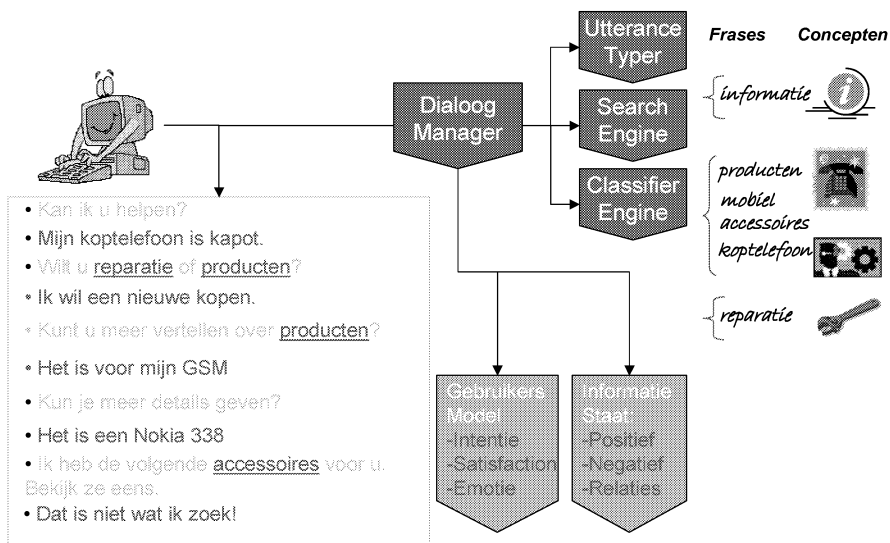 Utterance
Typer
Frases Concepten
informatie
Dialoog
Manager
Search
Engine
Classifier
Engine
producten
mobiel
accessoires
koptelefoon
reparatie
• Kan ik u helpen?
• Mijn koptelefoon is kapot.
• Wilt u reparatie of producten?
• Ik wil een nieuwe kopen.
• Kunt u meer vertellen over producten?
• Het is voor mijn GSM
• Kun je meer details geven?
• Het is een Nokia 338
• Ik heb de volgende accessoires voor u.
Bekijk ze eens.
• Dat is niet wat ik zoek!
Gebruikers
Model
-Intentie
-Satisfaction
-Emotie
Informatie
Staat:
-Positief
-Negatief
-Relaties